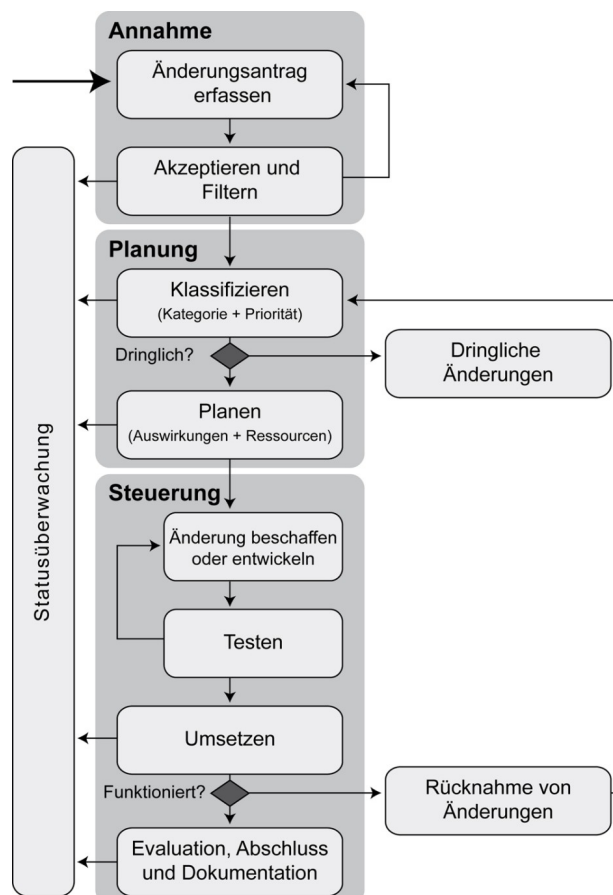 Annahme
Änderungsantrag
erfassen
Akzeptieren und
Filtern
Planung
Klassifizieren
(Kategorie + Priorität)
Dringlich?
Dringliche
Änderungen
Planen
(Auswirkungen + Ressourcen)
Statusüberwachung
Steuerung
Änderung beschaffen
oder entwickeln
Testen
Umsetzen
Funktioniert?
Rücknahme von
Änderungen
Evaluation, Abschluss
und Dokumentation